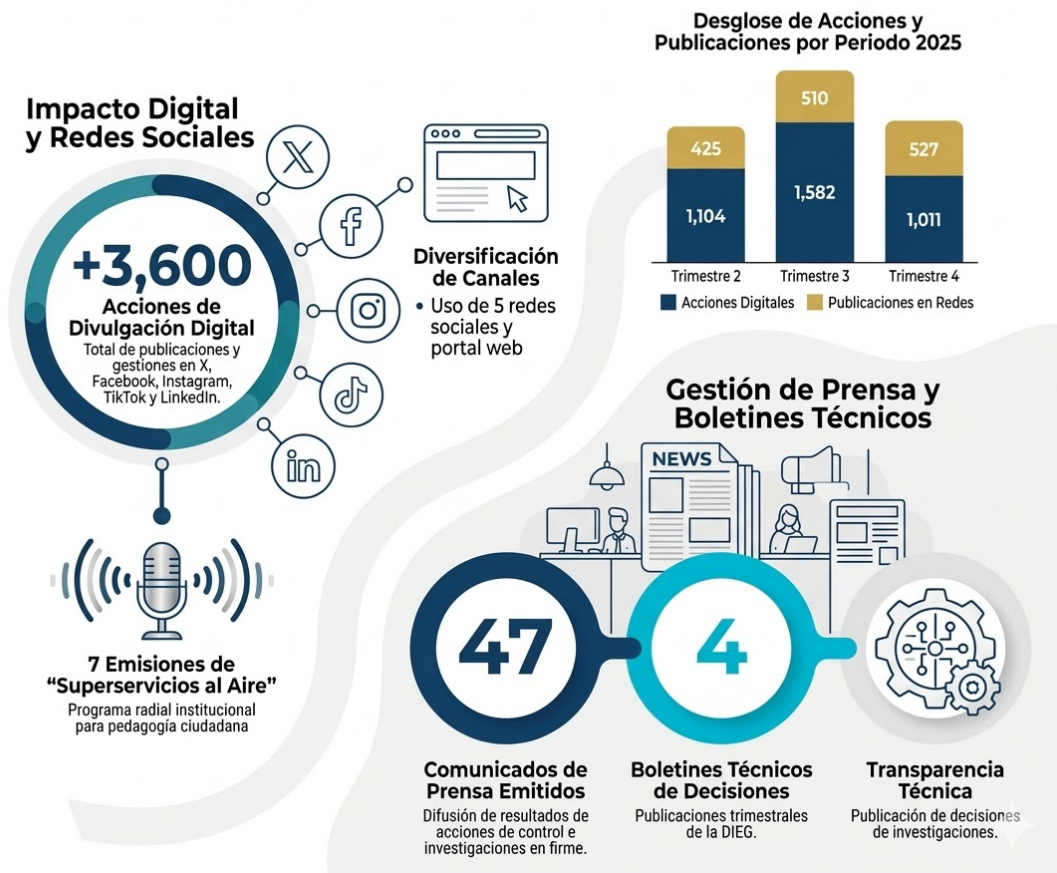 Impacto Digital
y Redes Sociales
+3,600
Acciones de
Divulgación Digital
Total de publicaciones y
gestiones en X,
Facebook, Instagram,
TikTok y LinkedIn.
X
f
in
Diversificación
de Canales
• Uso de 5 redes
sociales y
portal web
7 Emisiones de
“Superservicios al Aire”
Programa radial institucional
para pedagogía ciudadana
Desglose de Acciones y
Publicaciones por Periodo 2025
425
1,104
510
1,582
527
1,011
Trimestre 2
Trimestre 3
Trimestre 4
Acciones Digitales
Publicaciones en Redes
Gestión de Prensa y
Boletines Técnicos
NEWS
47
Comunicados de
Prensa Emitidos
Difusión de resultados de
acciones de control e
investigaciones en firme.
4
Boletines Técnicos
de Decisiones
Publicaciones trimestrales
de la DIEG.
Transparencia
Técnica
Publicación de decisiones
de investigaciones.